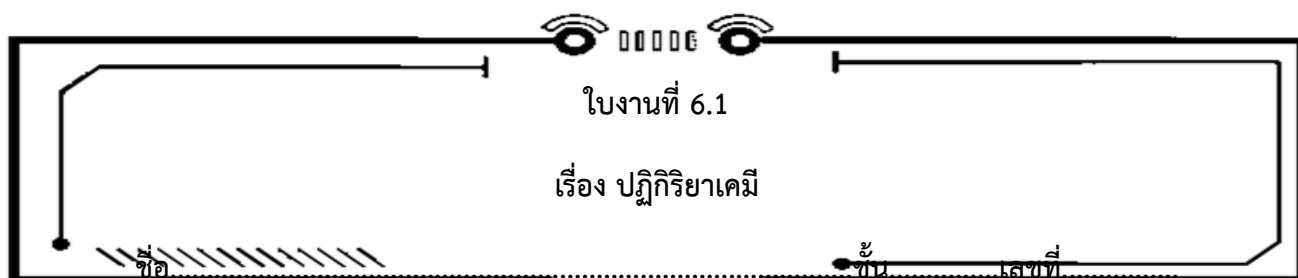 ใบงานที่ 6.1
เรื่อง ปฏิกิริยาเคมี
ชื่อ........................................................................................ชั้น..............เลขที่..............